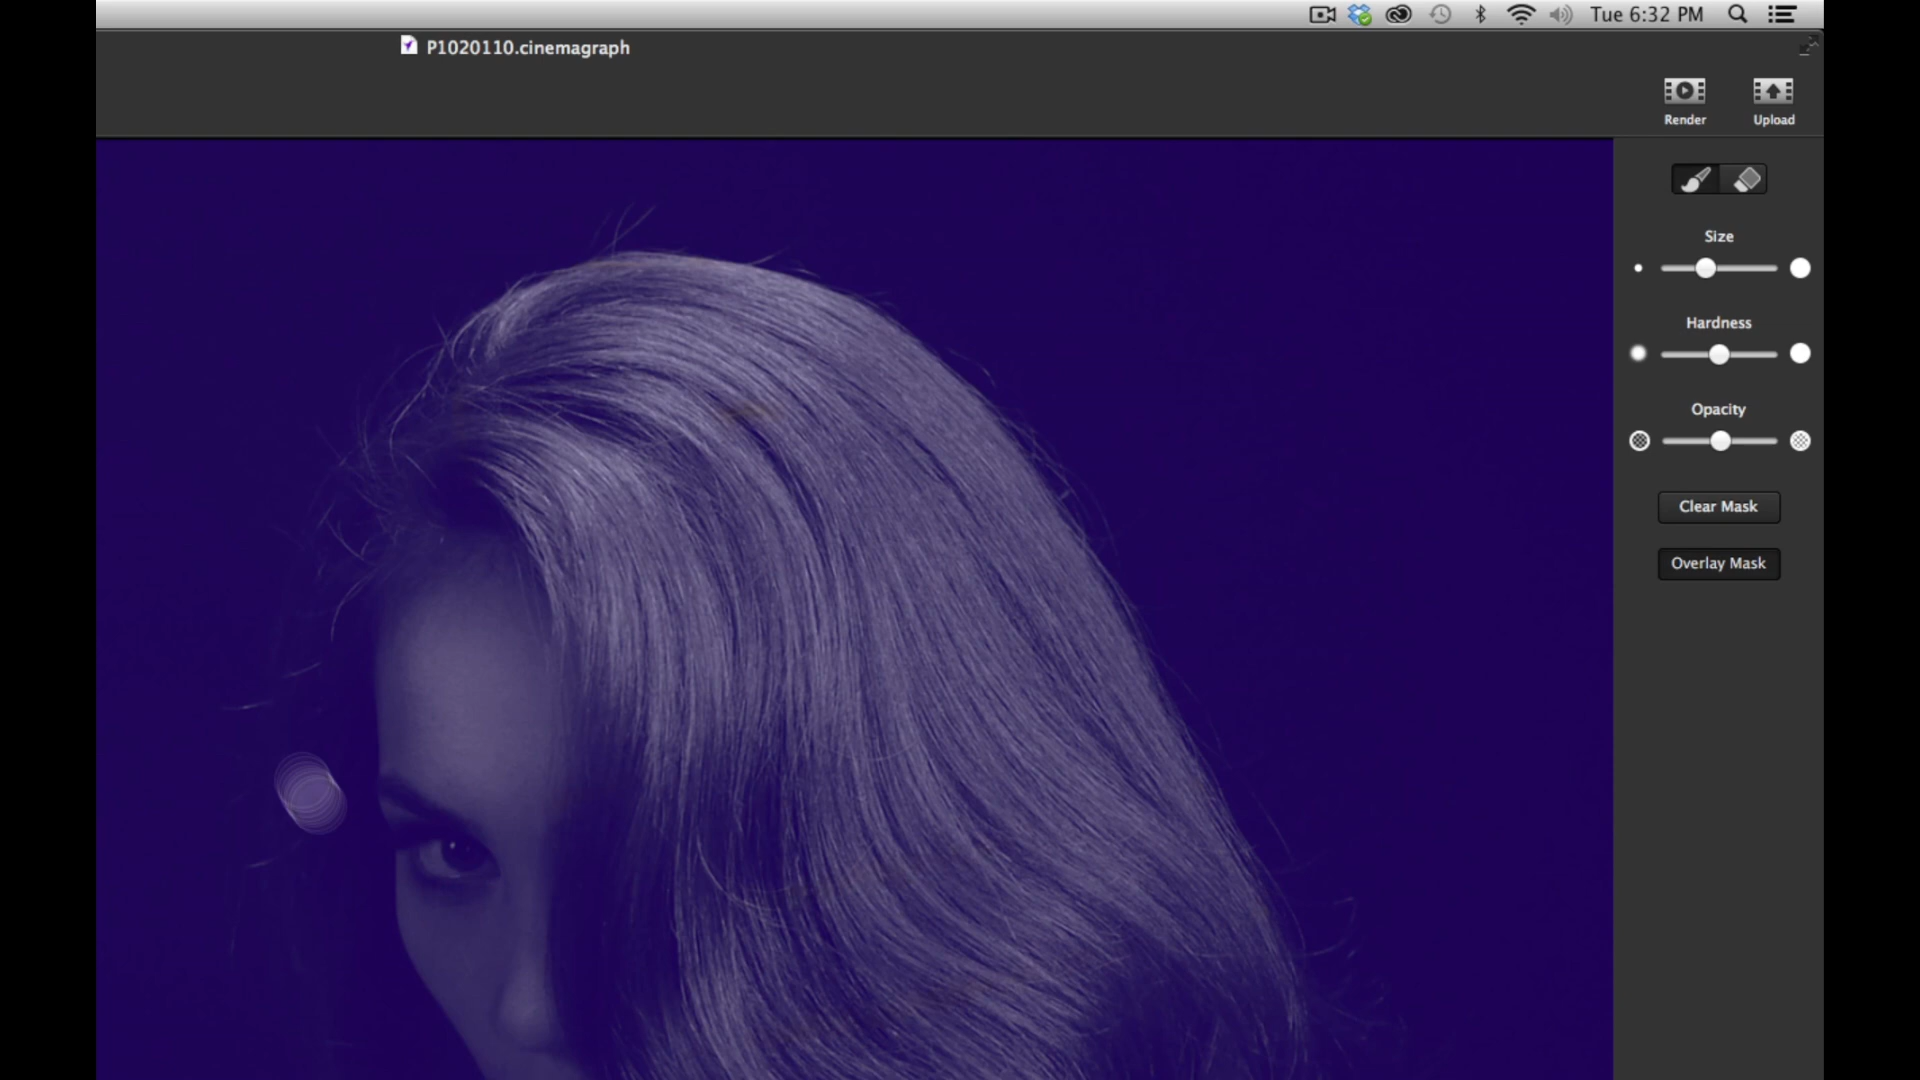 Tue 6:32 PM
P1020110.cinemagraph
Render
Upload
Size
Hardness
Opacity
Clear Mask
Overlay Mask